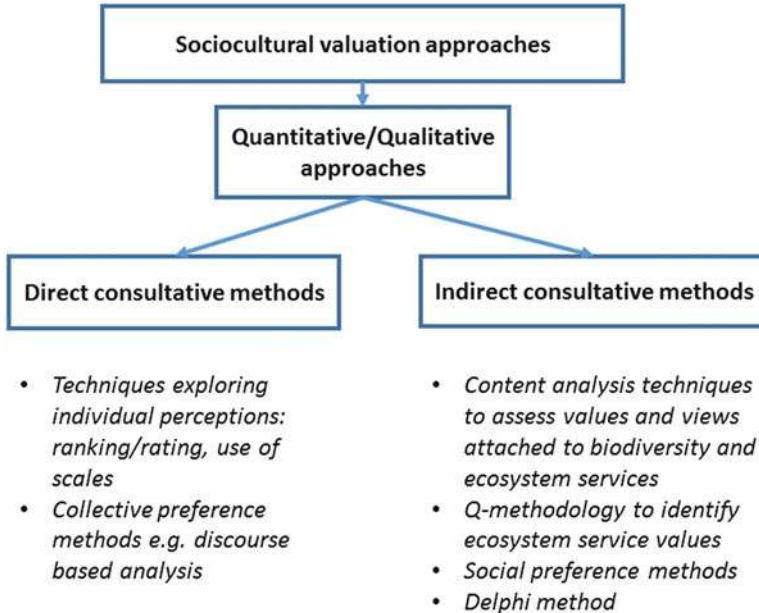 Sociocultural valuation approaches
Quantitative/Qualitative
approaches
Direct consultative methods
Indirect consultative methods
• Techniques exploring
individual perceptions:
ranking/rating, use of
scales
• Collective preference
methods e.g. discourse
based analysis
• Content analysis techniques
to assess values and views
attached to biodiversity and
ecosystem services
• Q-methodology to identify
ecosystem service values
• Social preference methods
• Delphi method